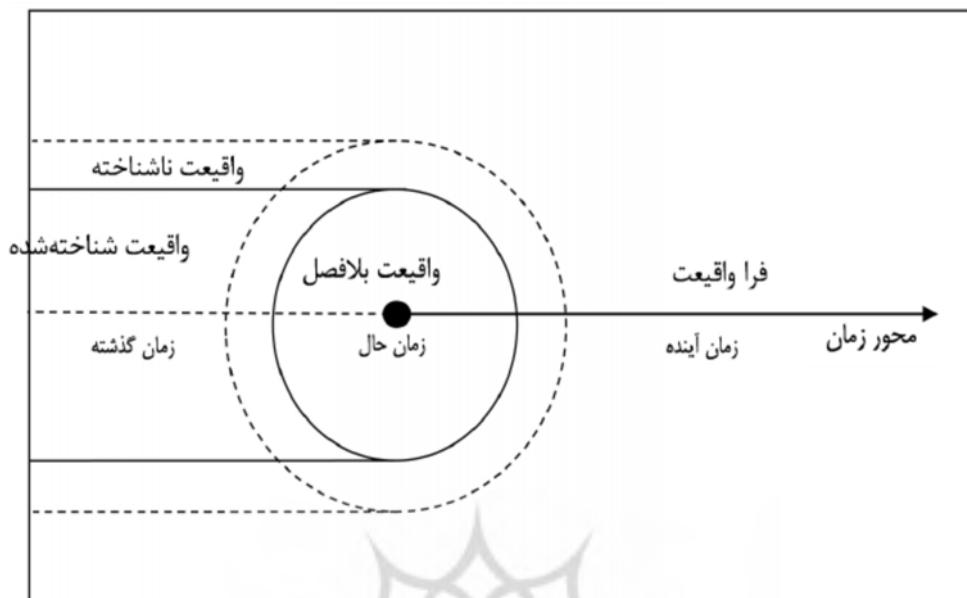 واقیعت ناشناخته
واقیعت شناخته‌شده
واقیعت بلافصل
فرا واقیعت
زمان گذشته
زمان حال
زمان آینده
محور زمان